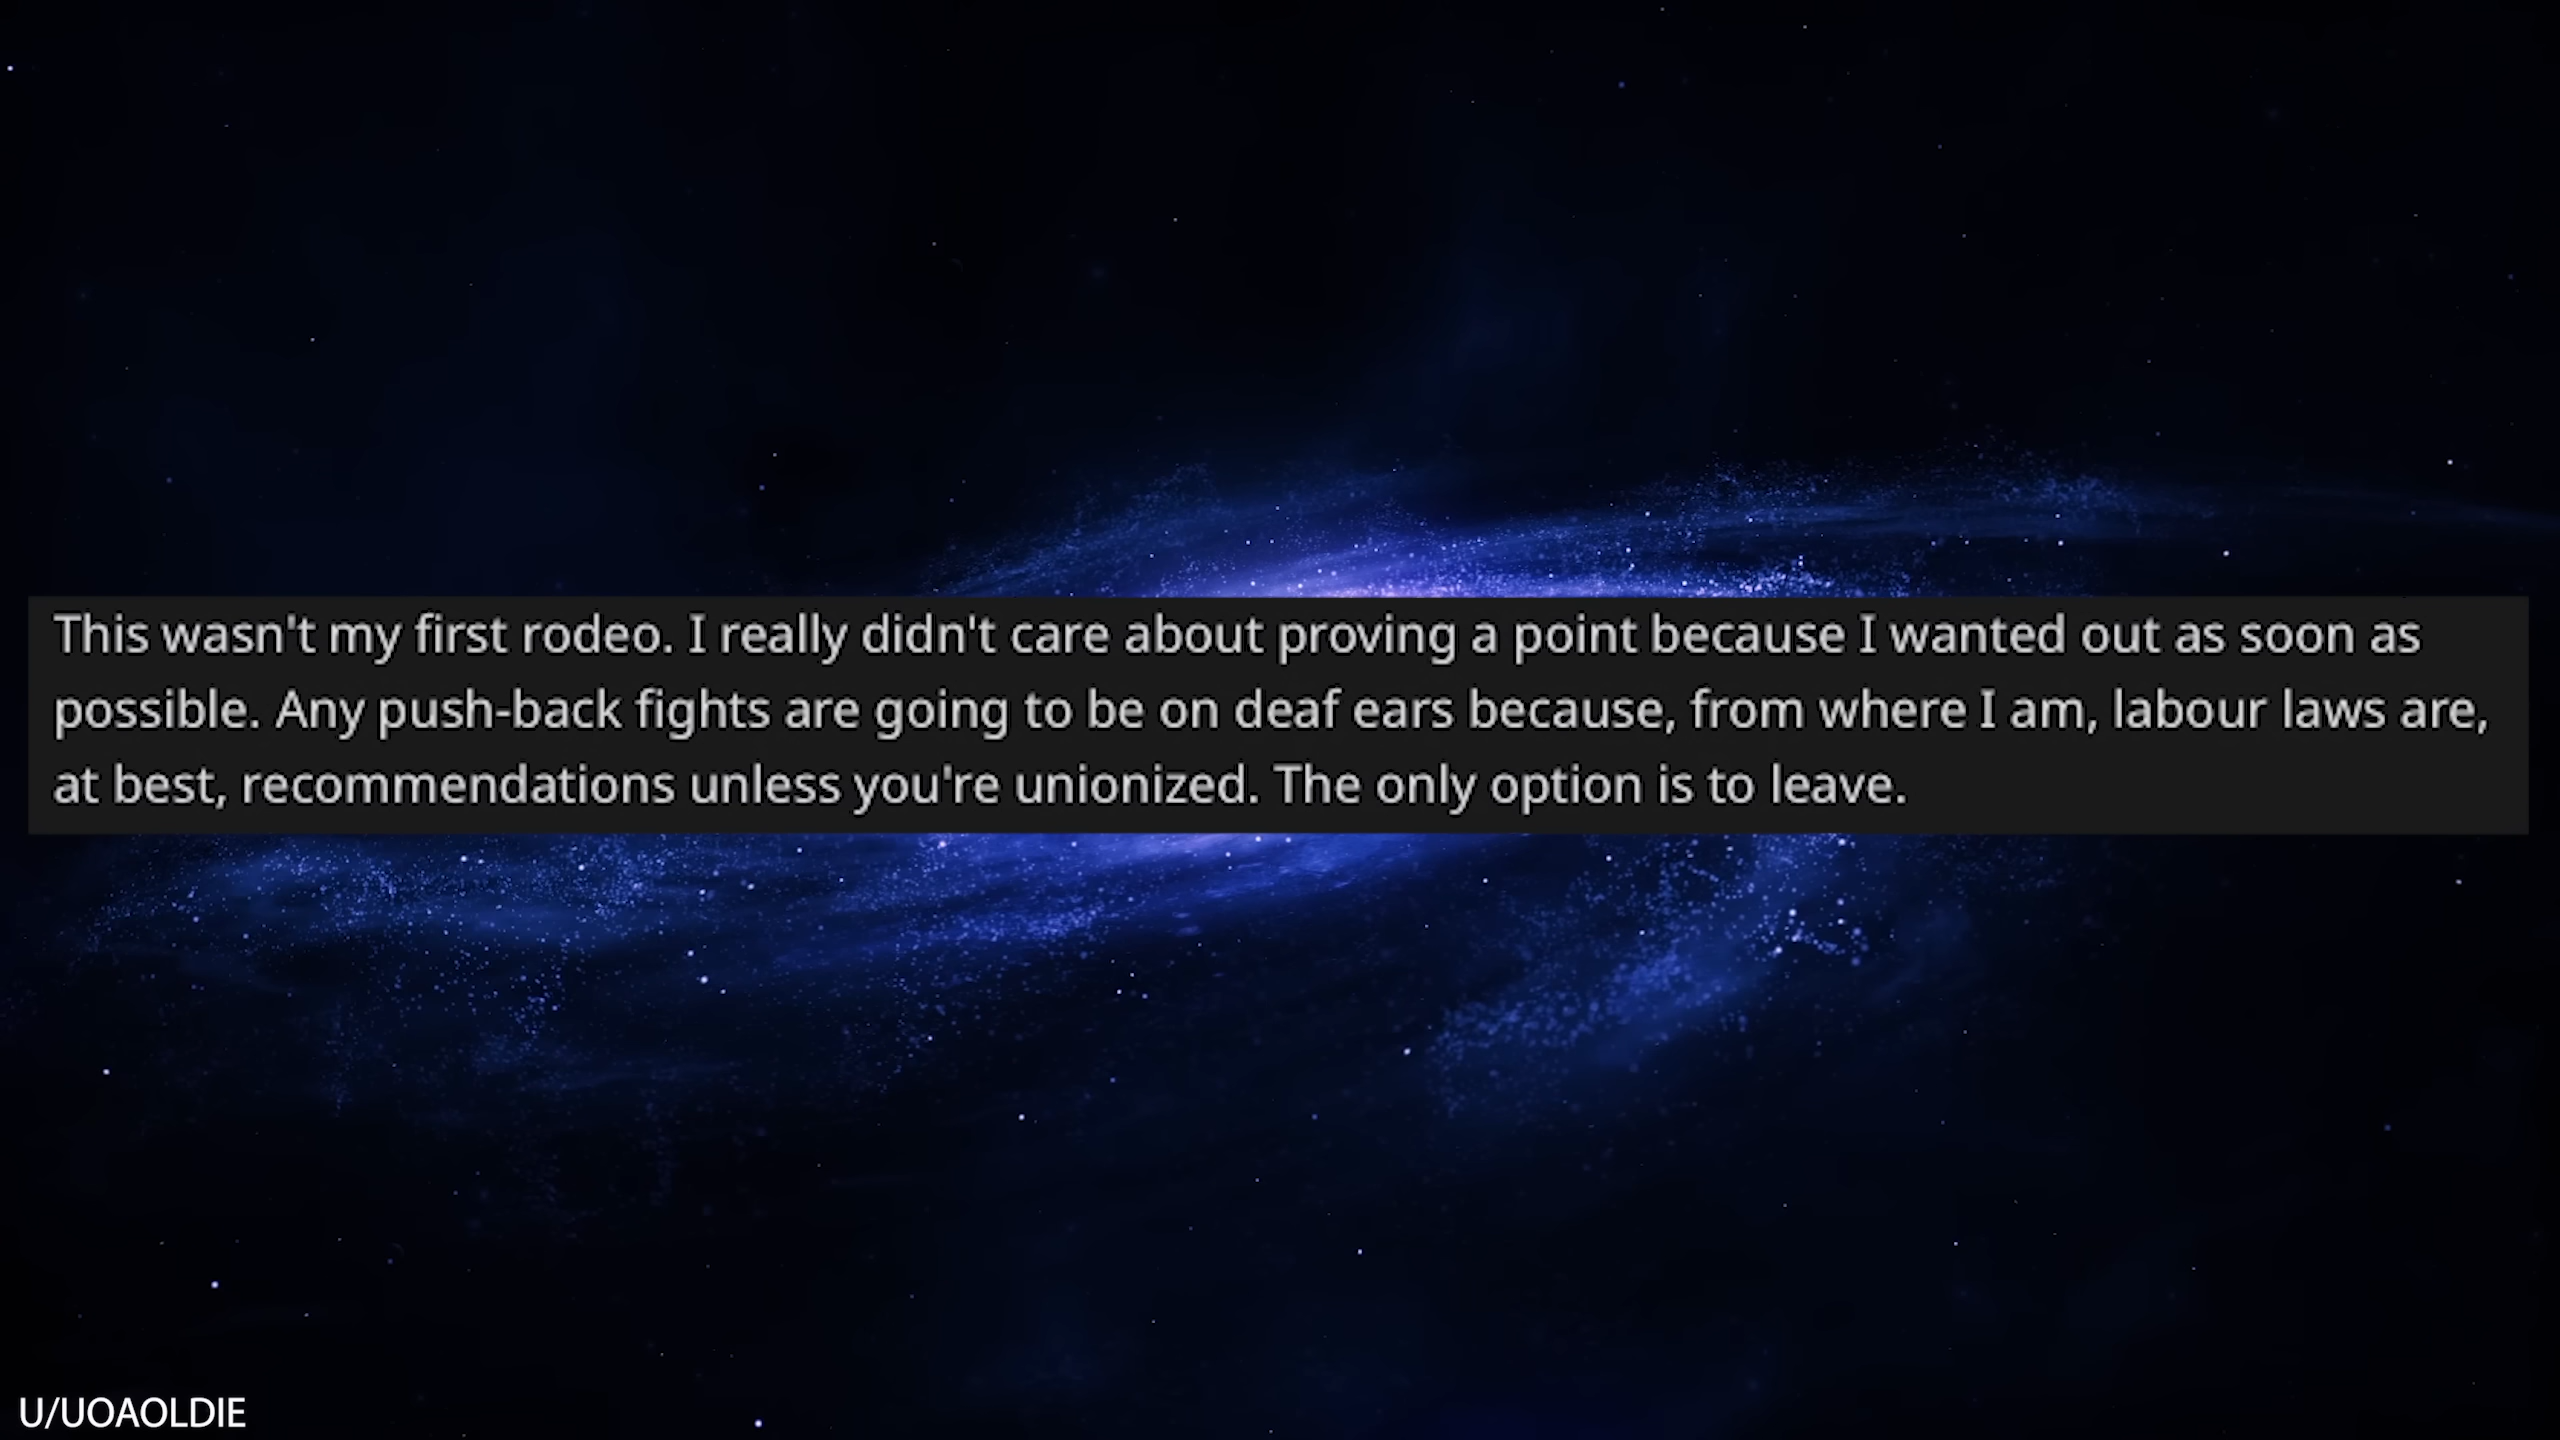 This wasn't my first rodeo. I really didn't care about proving a point because I wanted out as soon as
possible. Any push-back fights are going to be on deaf ears because, from where I am, labour laws are,
at best, recommendations unless you're unionized. The only option is to leave.
U/UOAOLDIE